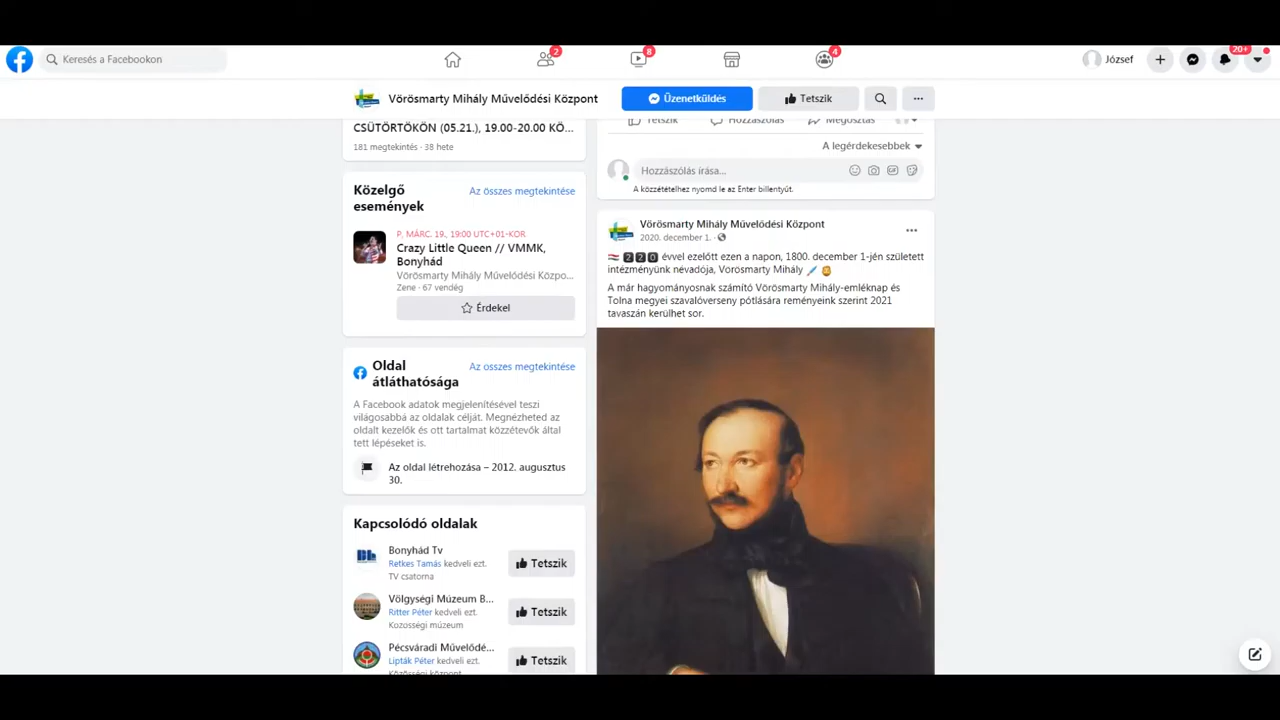 Keresés a Facebookon
2
8
4
József
20+
Vörösmarty Mihály Művelődési Központ
Üzenetküldés
Tetszik
CSÜTÖRTÖKÖN (05.21.), 19.00-20.00 KÖ...
181 megtekintés · 38 hete
Közelgő
események
Az összes megtekintése
P, MÁRC. 19., 19:00 UTC+01-KOR
Crazy Little Queen // VMMK,
Bonyhád
Vörösmarty Mihály Művelődési Közpo...
Zene · 67 vendég
Érdekel
Oldal
átláthatósága
Az összes megtekintése
A Facebook adatok megjelenítésével teszi
világosabbá az oldalak célját. Megnézheted az
oldalt kezelők és ott tartalmat közzétevők által
tett lépéseket is.
Az oldal létrehozása – 2012. augusztus
30.
Kapcsolódó oldalak
Bonyhád Tv
Retkes Tamás kedveli ezt.
TV csatorna
Tetszik
Völgységi Múzeum B...
Ritter Péter kedveli ezt.
Közösségi múzeum
Tetszik
Pécsváradi Művelődé...
Lipták Péter kedveli ezt.
Közösségi központ
Tetszik
Tetszik
Hozzászólás
Megosztás
A legérdekesebbek
Hozzászólás írása...
GIF
A közzétételhez nyomd le az Enter billentyűt.
Vörösmarty Mihály Művelődési Központ
2020. december 1. ·
220 évvel ezelőtt ezen a napon, 1800. december 1-jén született
intézményünk névadója, Vörösmarty Mihály
A már hagyományosnak számító Vörösmarty Mihály-emléknap és
Tolna megyei szavalóverseny pótlására reményeink szerint 2021
tavaszán kerülhet sor.